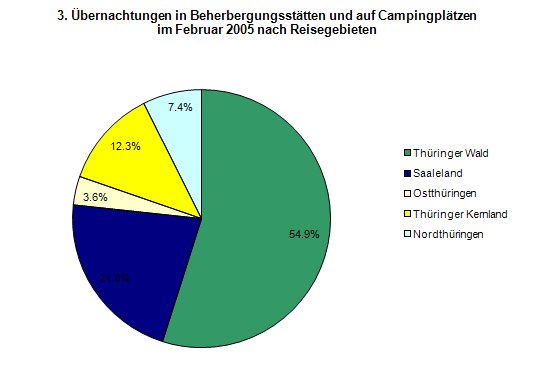 3. Übernachtungen in Beherbergungsstätten und auf Campingplätzen
im Februar 2005 nach Reisegebieten
7.4%
12.3%
3.6%
54.9%
Thüringer Wald
Saaleland
Ostthüringen
Thüringer Kernland
Nordthüringen